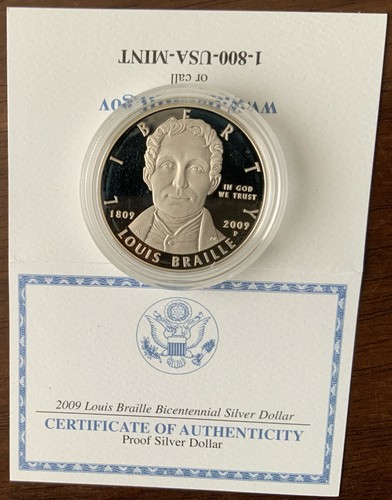 1-800-USA-MINT
or call
LIBERTY
IN GOD
WE TRUST
1809
2009
P
LOUIS BRAILLE
2009 Louis Braille Bicentennial Silver Dollar
CERTIFICATE OF AUTHENTICITY
Proof Silver Dollar